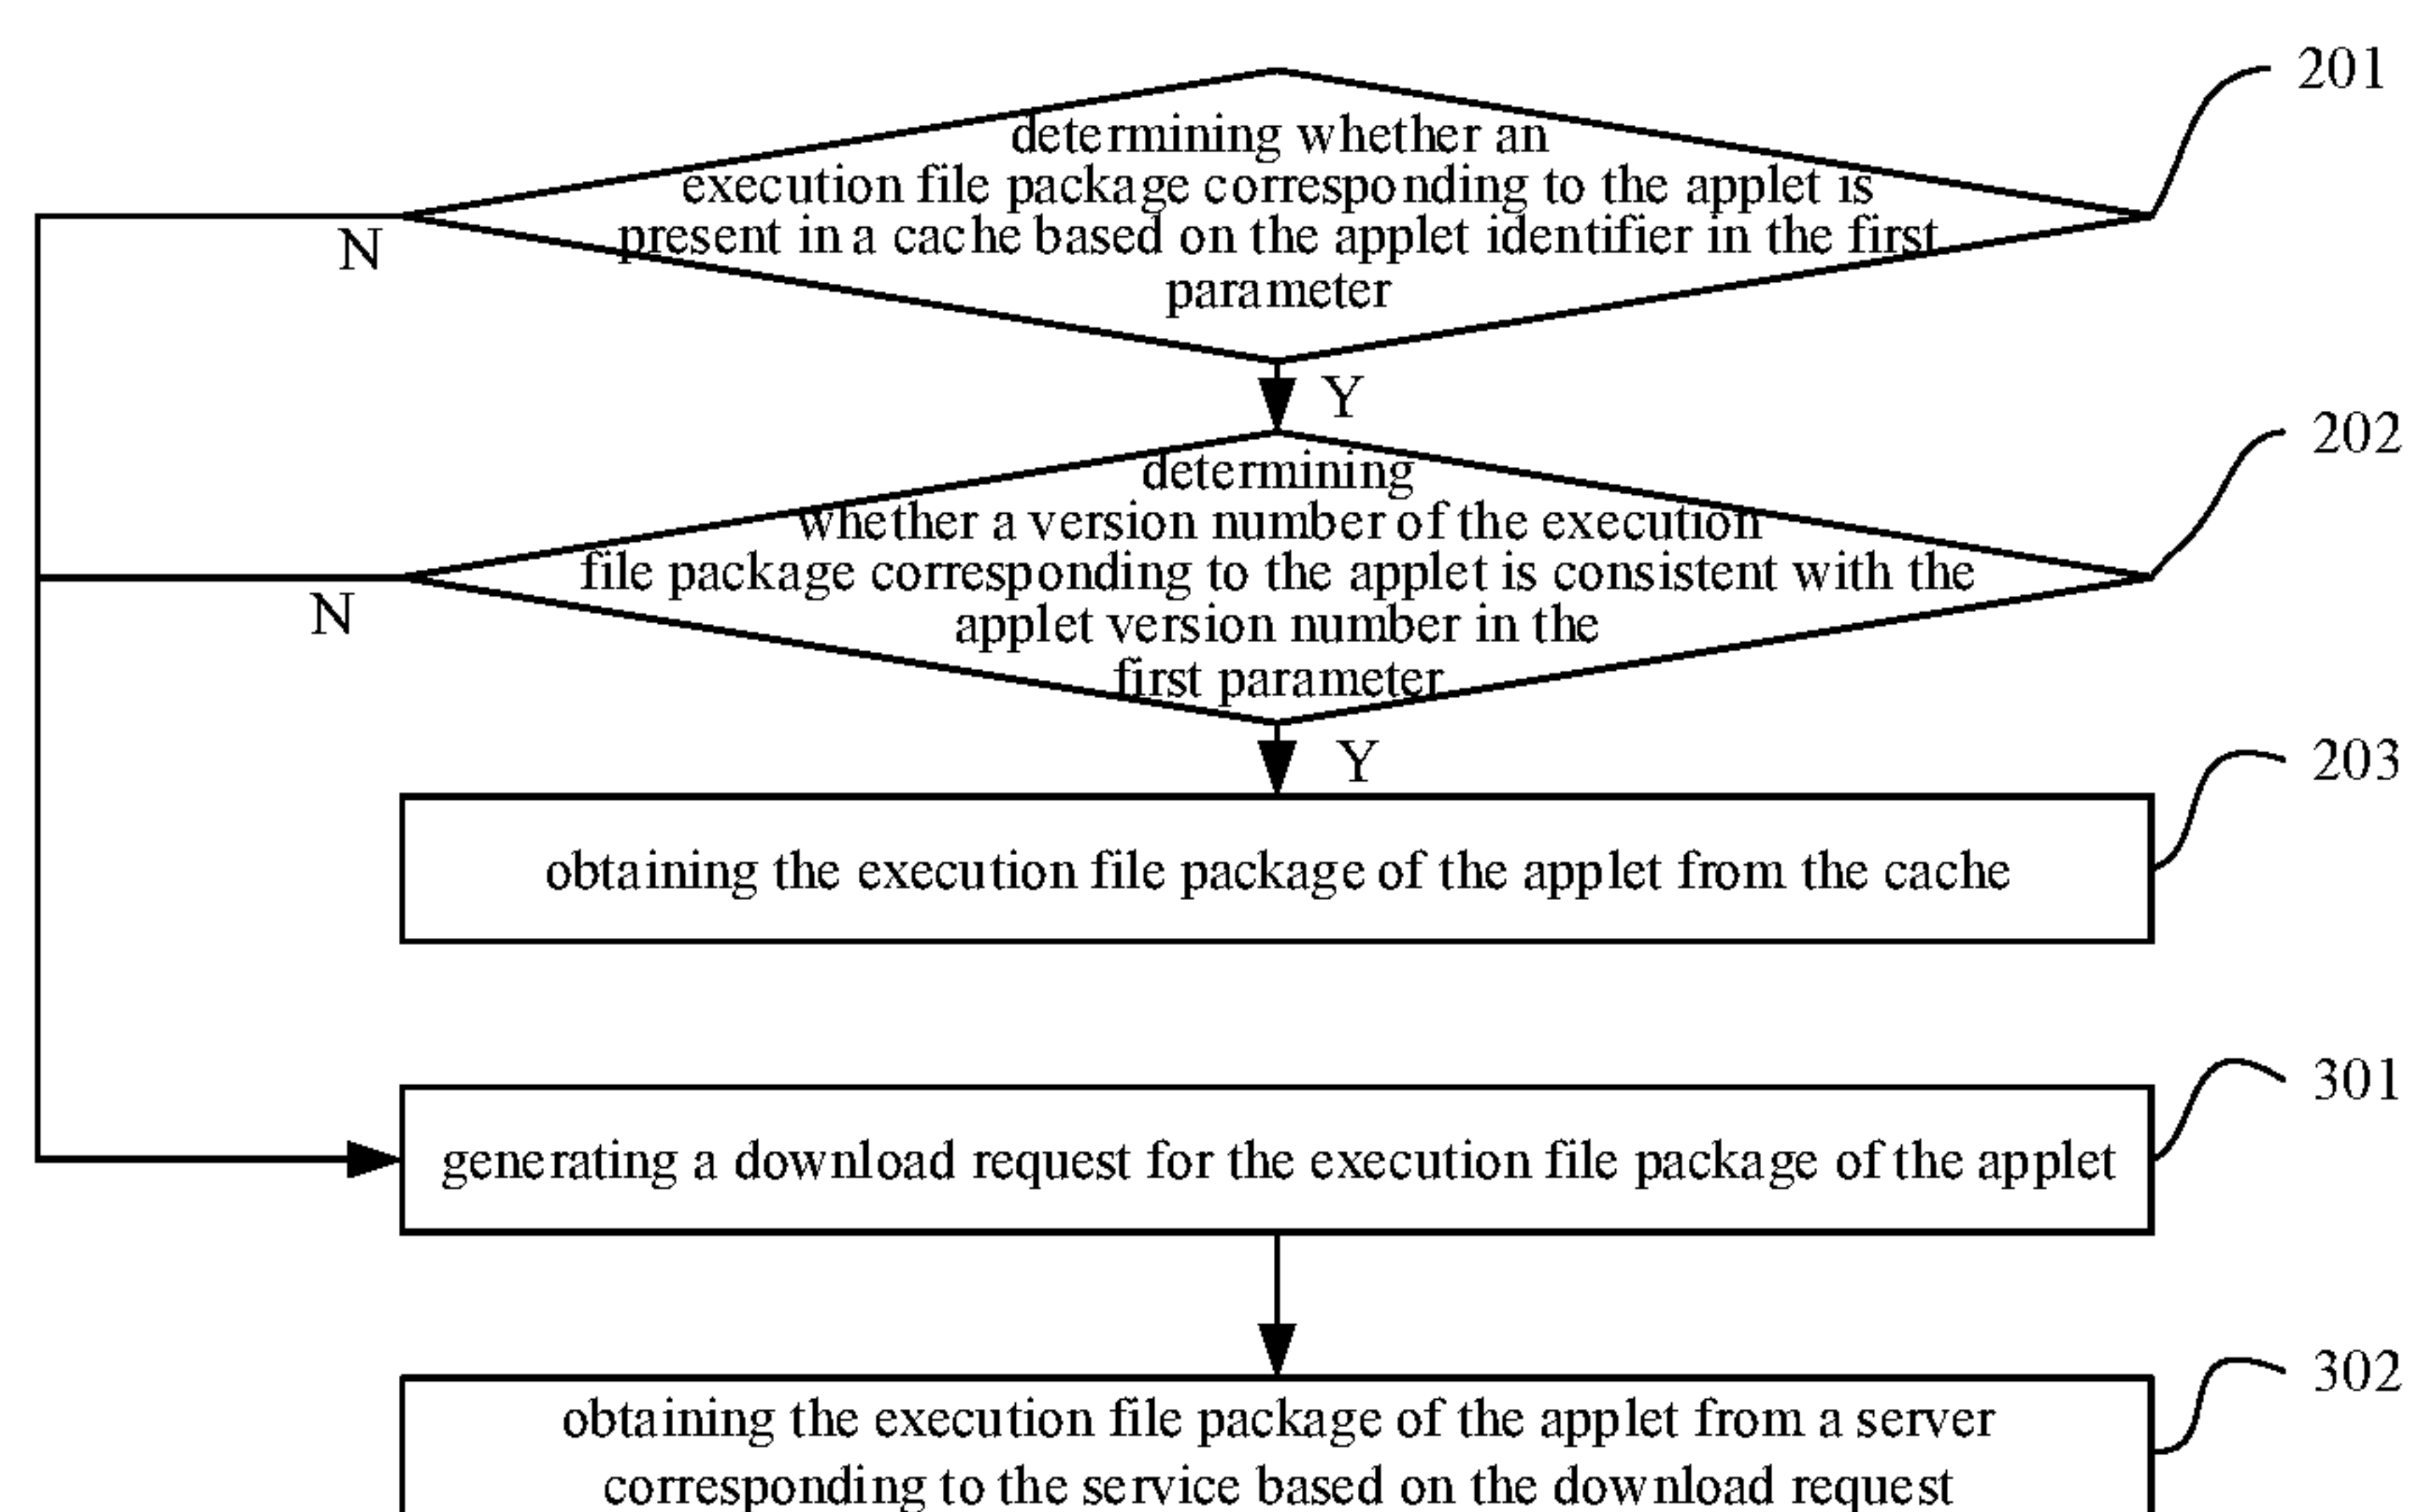 201
determining whether an
execution file package corresponding to the applet is
present in a cache based on the applet identifier in the first
parameter
N
Y
202
determining
whether a version number of the execution
file package corresponding to the applet is consistent with the
applet version number in the
first parameter
N
Y
203
obtaining the execution file package of the applet from the cache
301
generating a download request for the execution file package of the applet
302
obtaining the execution file package of the applet from a server
corresponding to the service based on the download request